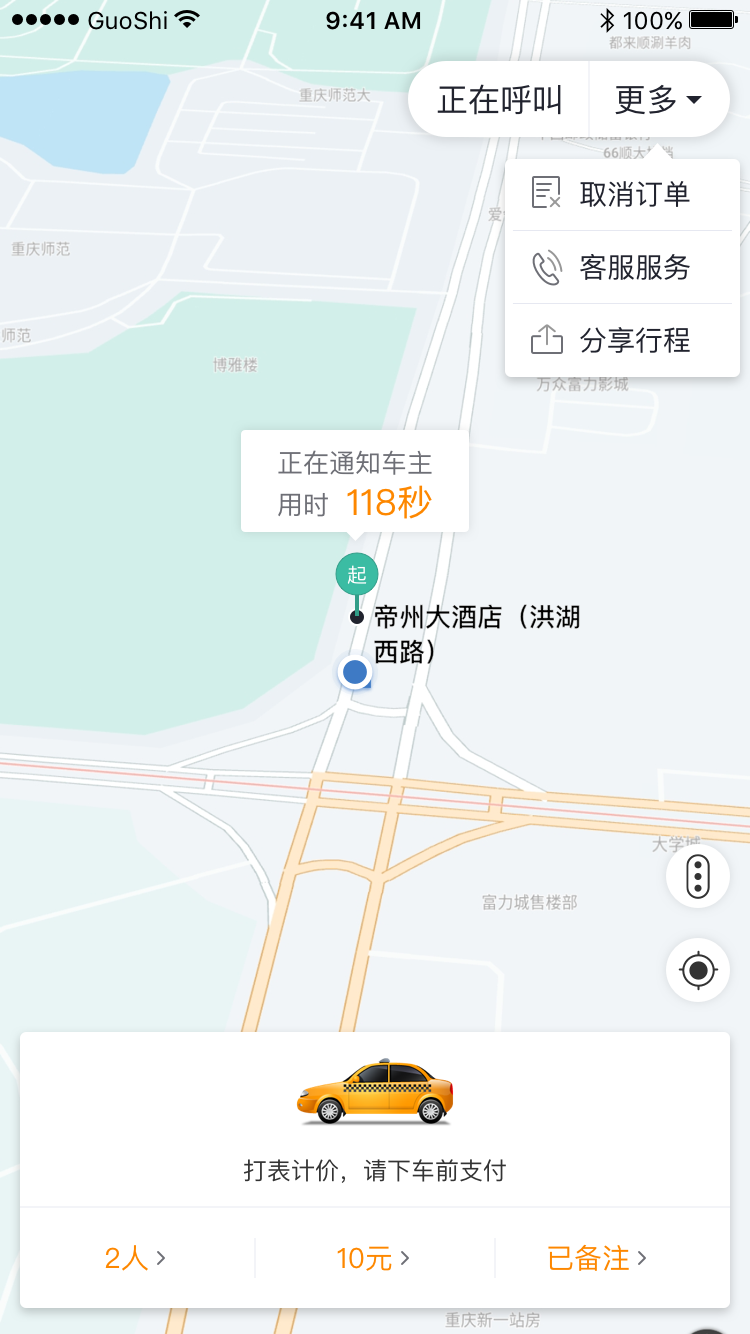 GuoShi
9:41 AM
100%
都来顺涮羊肉
重庆师范大
正在呼叫
更多
66顺大
爱
取消订单
重庆师范
客服服务
师范
分享行程
博雅楼
万众富力影城
正在通知车主
用时 118秒
起
帝州大酒店（洪湖
西路）
大学城
富力城售楼部
打表计价，请下车前支付
2人
10元
已备注
重庆新一站房